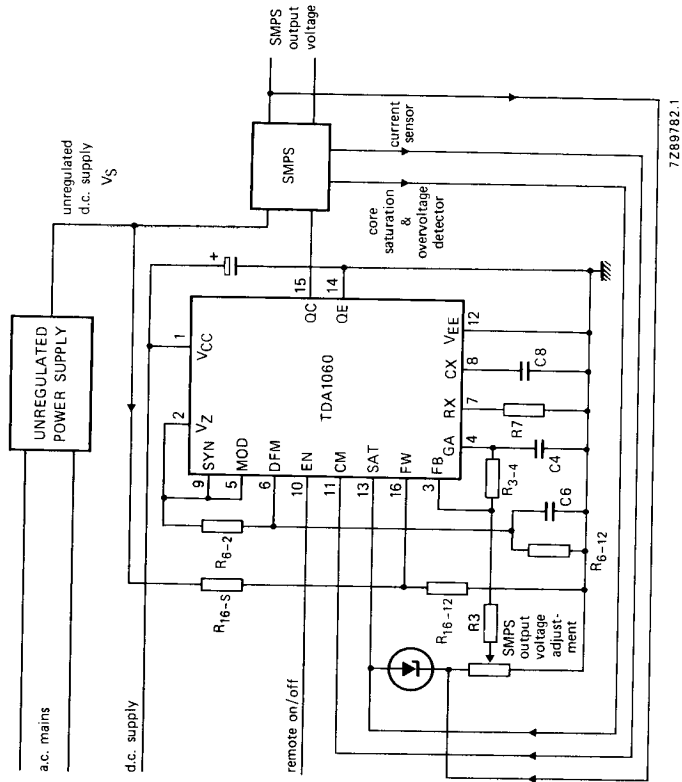 a.c. mains
UNREGULATED
POWER SUPPLY
unregulated
d.c. supply
VS
d.c. supply
remote on/off
R16-S
R6-2
R16-12
R3
SMPS
output
voltage
adjust-
ment
R6-12
C6
R3-4
C4
R7
C8
TDA1060
2
VZ
1
VCC
9
SYN
5
MOD
6
DFM
10
EN
11
CM
13
SAT
16
FW
3
FB
4
GA
7
RX
8
CX
12
VEE
15
QC
14
QE
+
SMPS
SMPS
output
voltage
core
saturation
&
overvoltage
detector
current
sensor
7Z89782.1